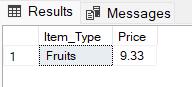 Results Messages
Item_Type Price
1 Fruits 9.33